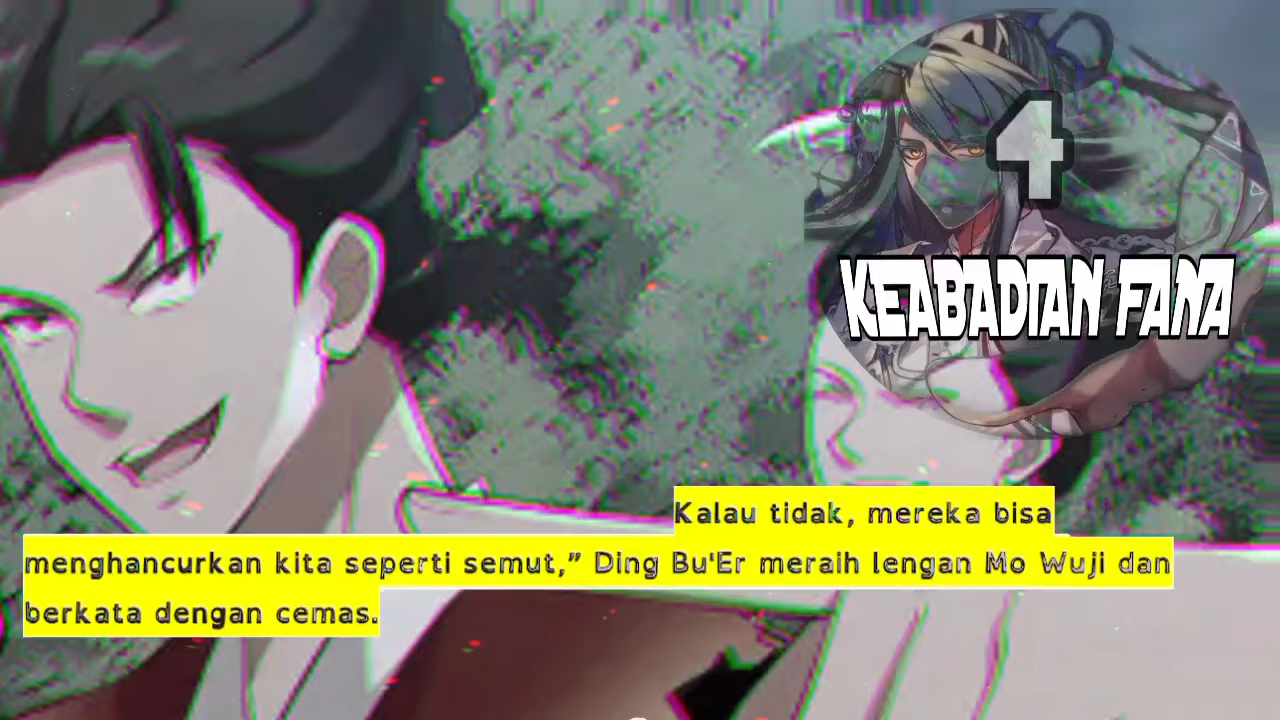 4
KEABADIAN FANA
Kalau tidak, mereka bisa
menghancurkan kita seperti semut,” Ding Bu'Er meraih lengan Mo Wuji dan
berkata dengan cemas.